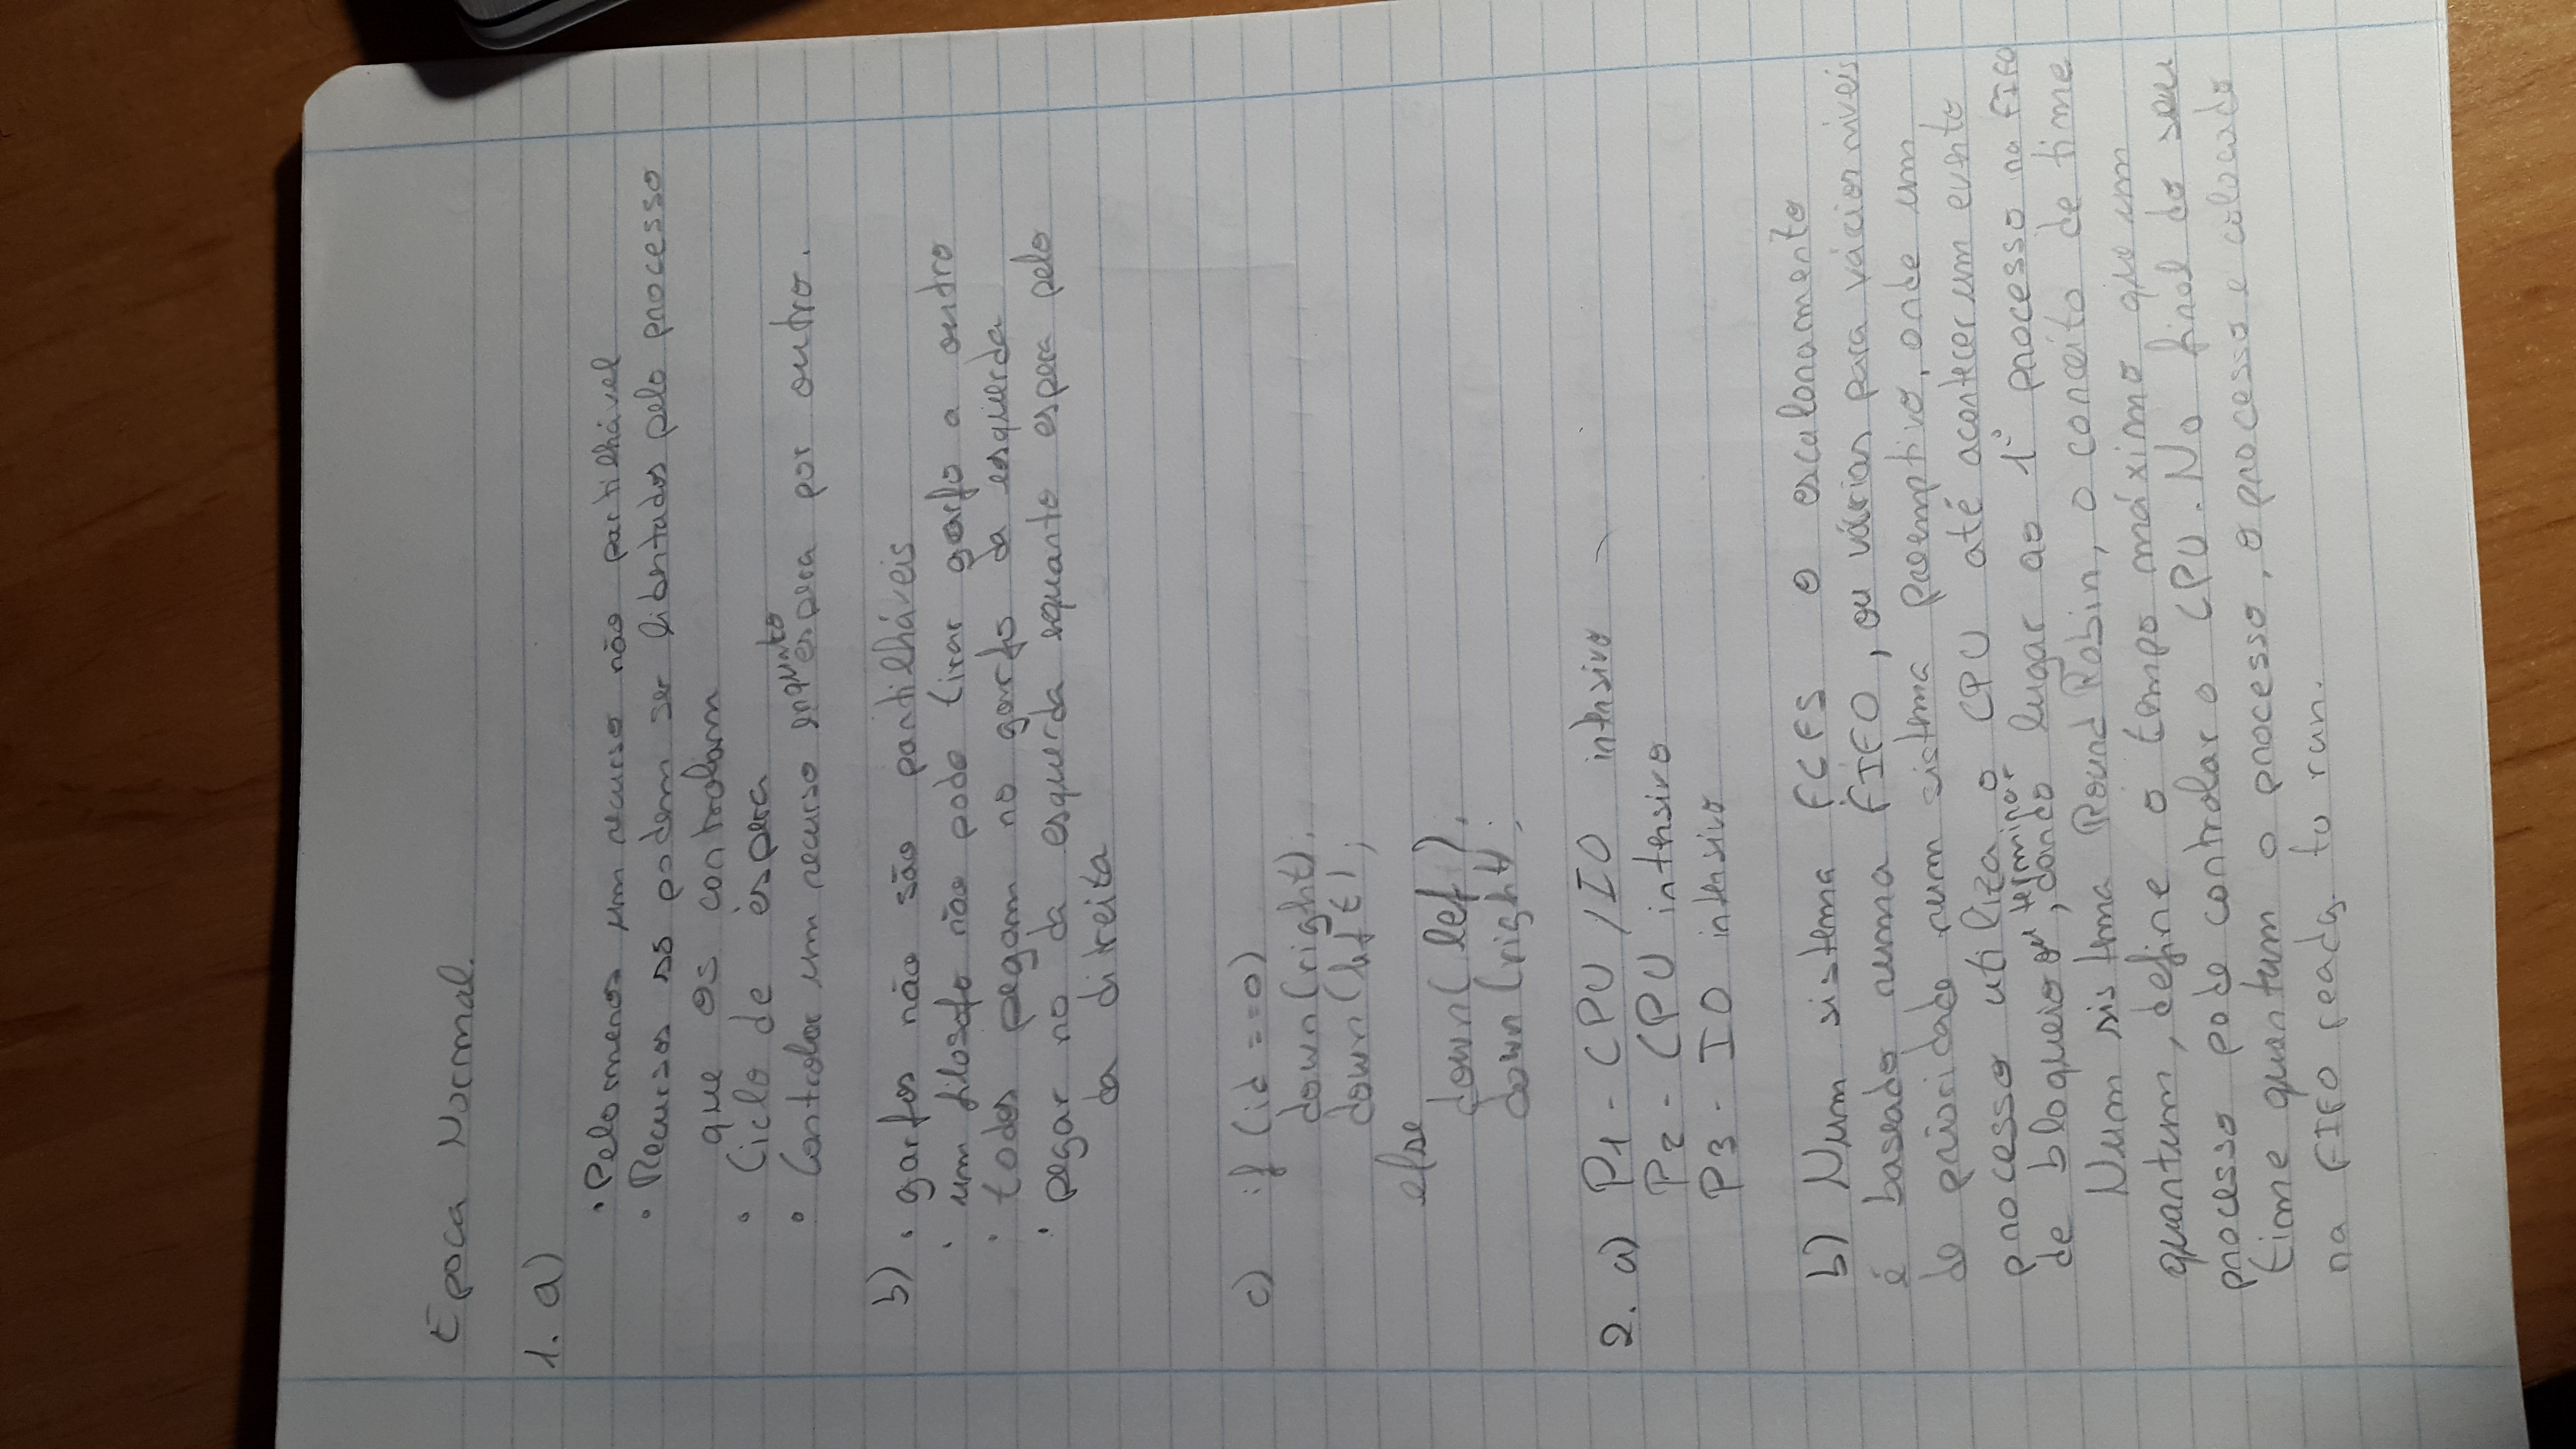 Epoca Normal.
1. a)
• Pelo menos um recurso não partilhável
• Recursos só podem ser libertados pelo processo
que os controlam
• Ciclo de espera
• Controlar um recurso enquato espera por outro.
b) • garfos não são partilháveis
• um filosofo não pode tirar garfo a outro
• todos pegam no garfo da esquerda
• pegar no da esquerda equanto espera pelo
da ditreita
c) if (id == 0)
down(right);
down(left);
else
down(lef);
down(right);
2. a) P1 - CPU / IO intensivo
P2 - CPU intensivo
P3 - IO intensivo
b) Num sistema FCFS o escalonamento
é baseado numa FIFO, ou várias para vários níveis
de prioridade num sistema preemptivo, onde um
processo utiliza o CPU até acontecer um evento
de bloqueio ou terminar, dando lugar ao 1º processo na FIFO
Num sistema Round Robin, o conceito de time
quantum, define o tempo máximo que um
processo pode controlar o CPU. No final do seu
time quantum o processo, o processo e colocado
na FIFO ready to run.